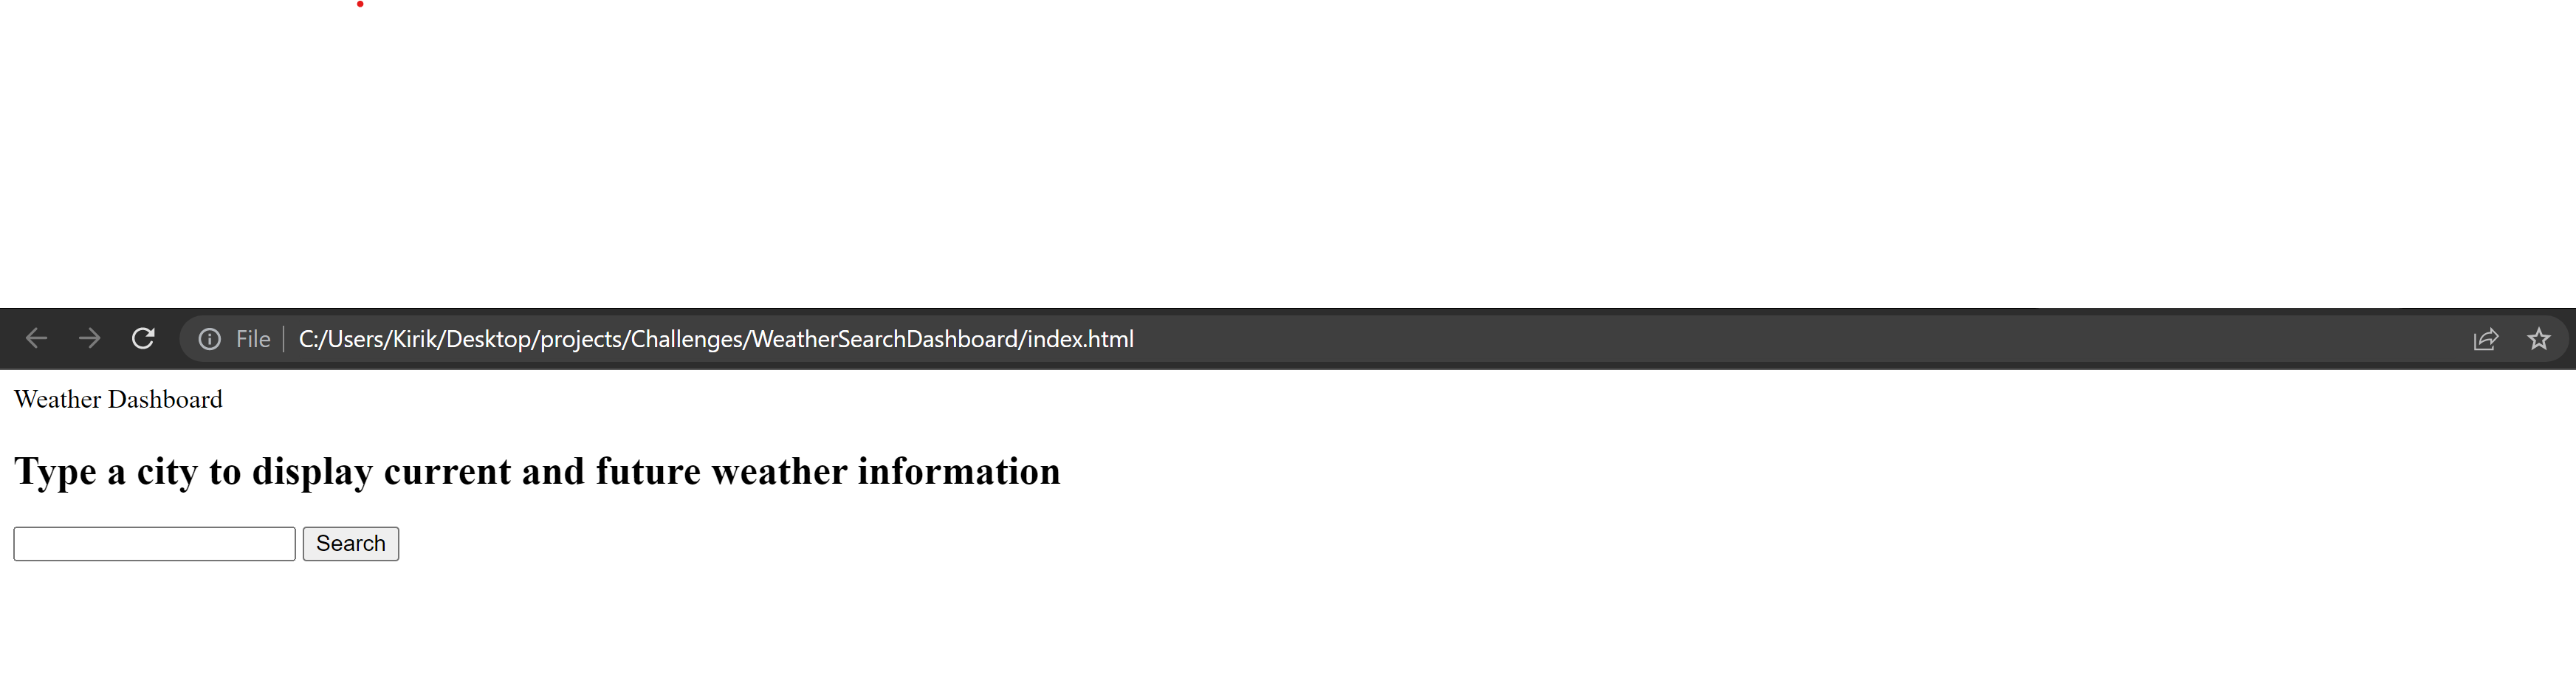 File C:/Users/Kirik/Desktop/projects/Challenges/WeatherSearchDashboard/index.html
Weather Dashboard
Type a city to display current and future weather information
Search